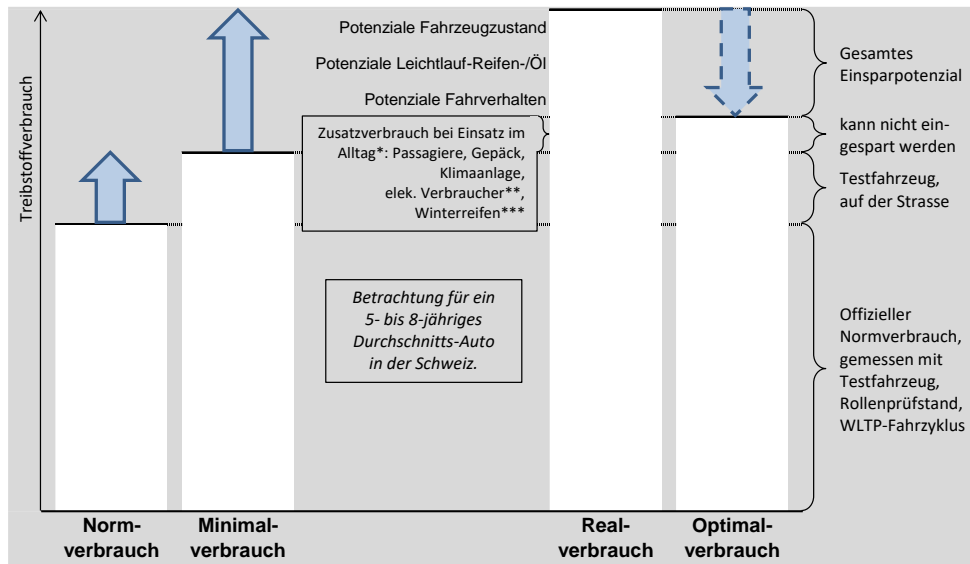 Treibstoffverbrauch
Potenziale Fahrzeugzustand
Potenziale Leichtlauf-Reifen-/Öl
Potenziale Fahrverhalten
Zusatzverbrauch bei Einsatz im
Alltag*: Passagiere, Gepäck,
Klimaanlage,
elek. Verbraucher**,
Winterreifen***
Betrachtung für ein
5- bis 8-jähriges
Durchschnitts-Auto
in der Schweiz.
Gesamtes
Einsparpotenzial
kann nicht ein-
gespart werden
Testfahrzeug,
auf der Strasse
Offizieller
Normverbrauch,
gemessen mit
Testfahrzeug,
Rollenprüfstand,
WLTP-Fahrzyklus
Norm-
verbrauch
Minimal-
verbrauch
Real-
verbrauch
Optimal-
verbrauch